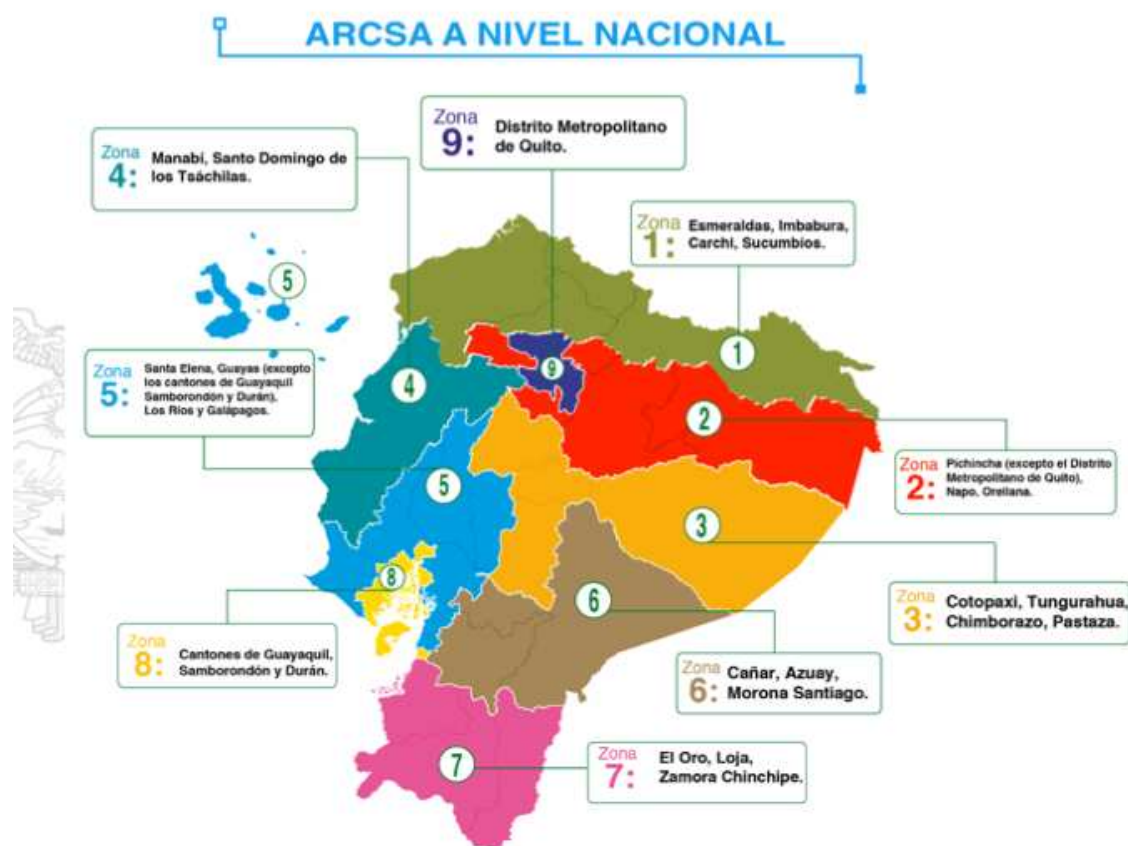 ARCSA A NIVEL NACIONAL
Zona
9:
Distrito Metropolitano
de Quito.
Zona
4:
Manabí, Santo Domingo de
los Tsáchilas.
Zona
1:
Esmeraldas, Imbabura,
Carchi, Sucumbios.
5
Zona
5:
Santa Elena, Guayas (excepto
los cantones de Guayaquil
Samborondón y Durán),
Los Ríos y Galápagos.
1
9
4
2
5
Zona
2:
Pichincha (excepto el Distrito
Metropolitano de Quito),
Napo, Orellana.
3
8
6
Zona
3:
Cotopaxi, Tungurahua,
Chimborazo, Pastaza.
Zona
8:
Cantones de Guayaquil,
Samborondón y Durán.
Zona
6:
Cañar, Azuay,
Morona Santiago.
7
Zona
7:
El Oro, Loja,
Zamora Chinchipe.